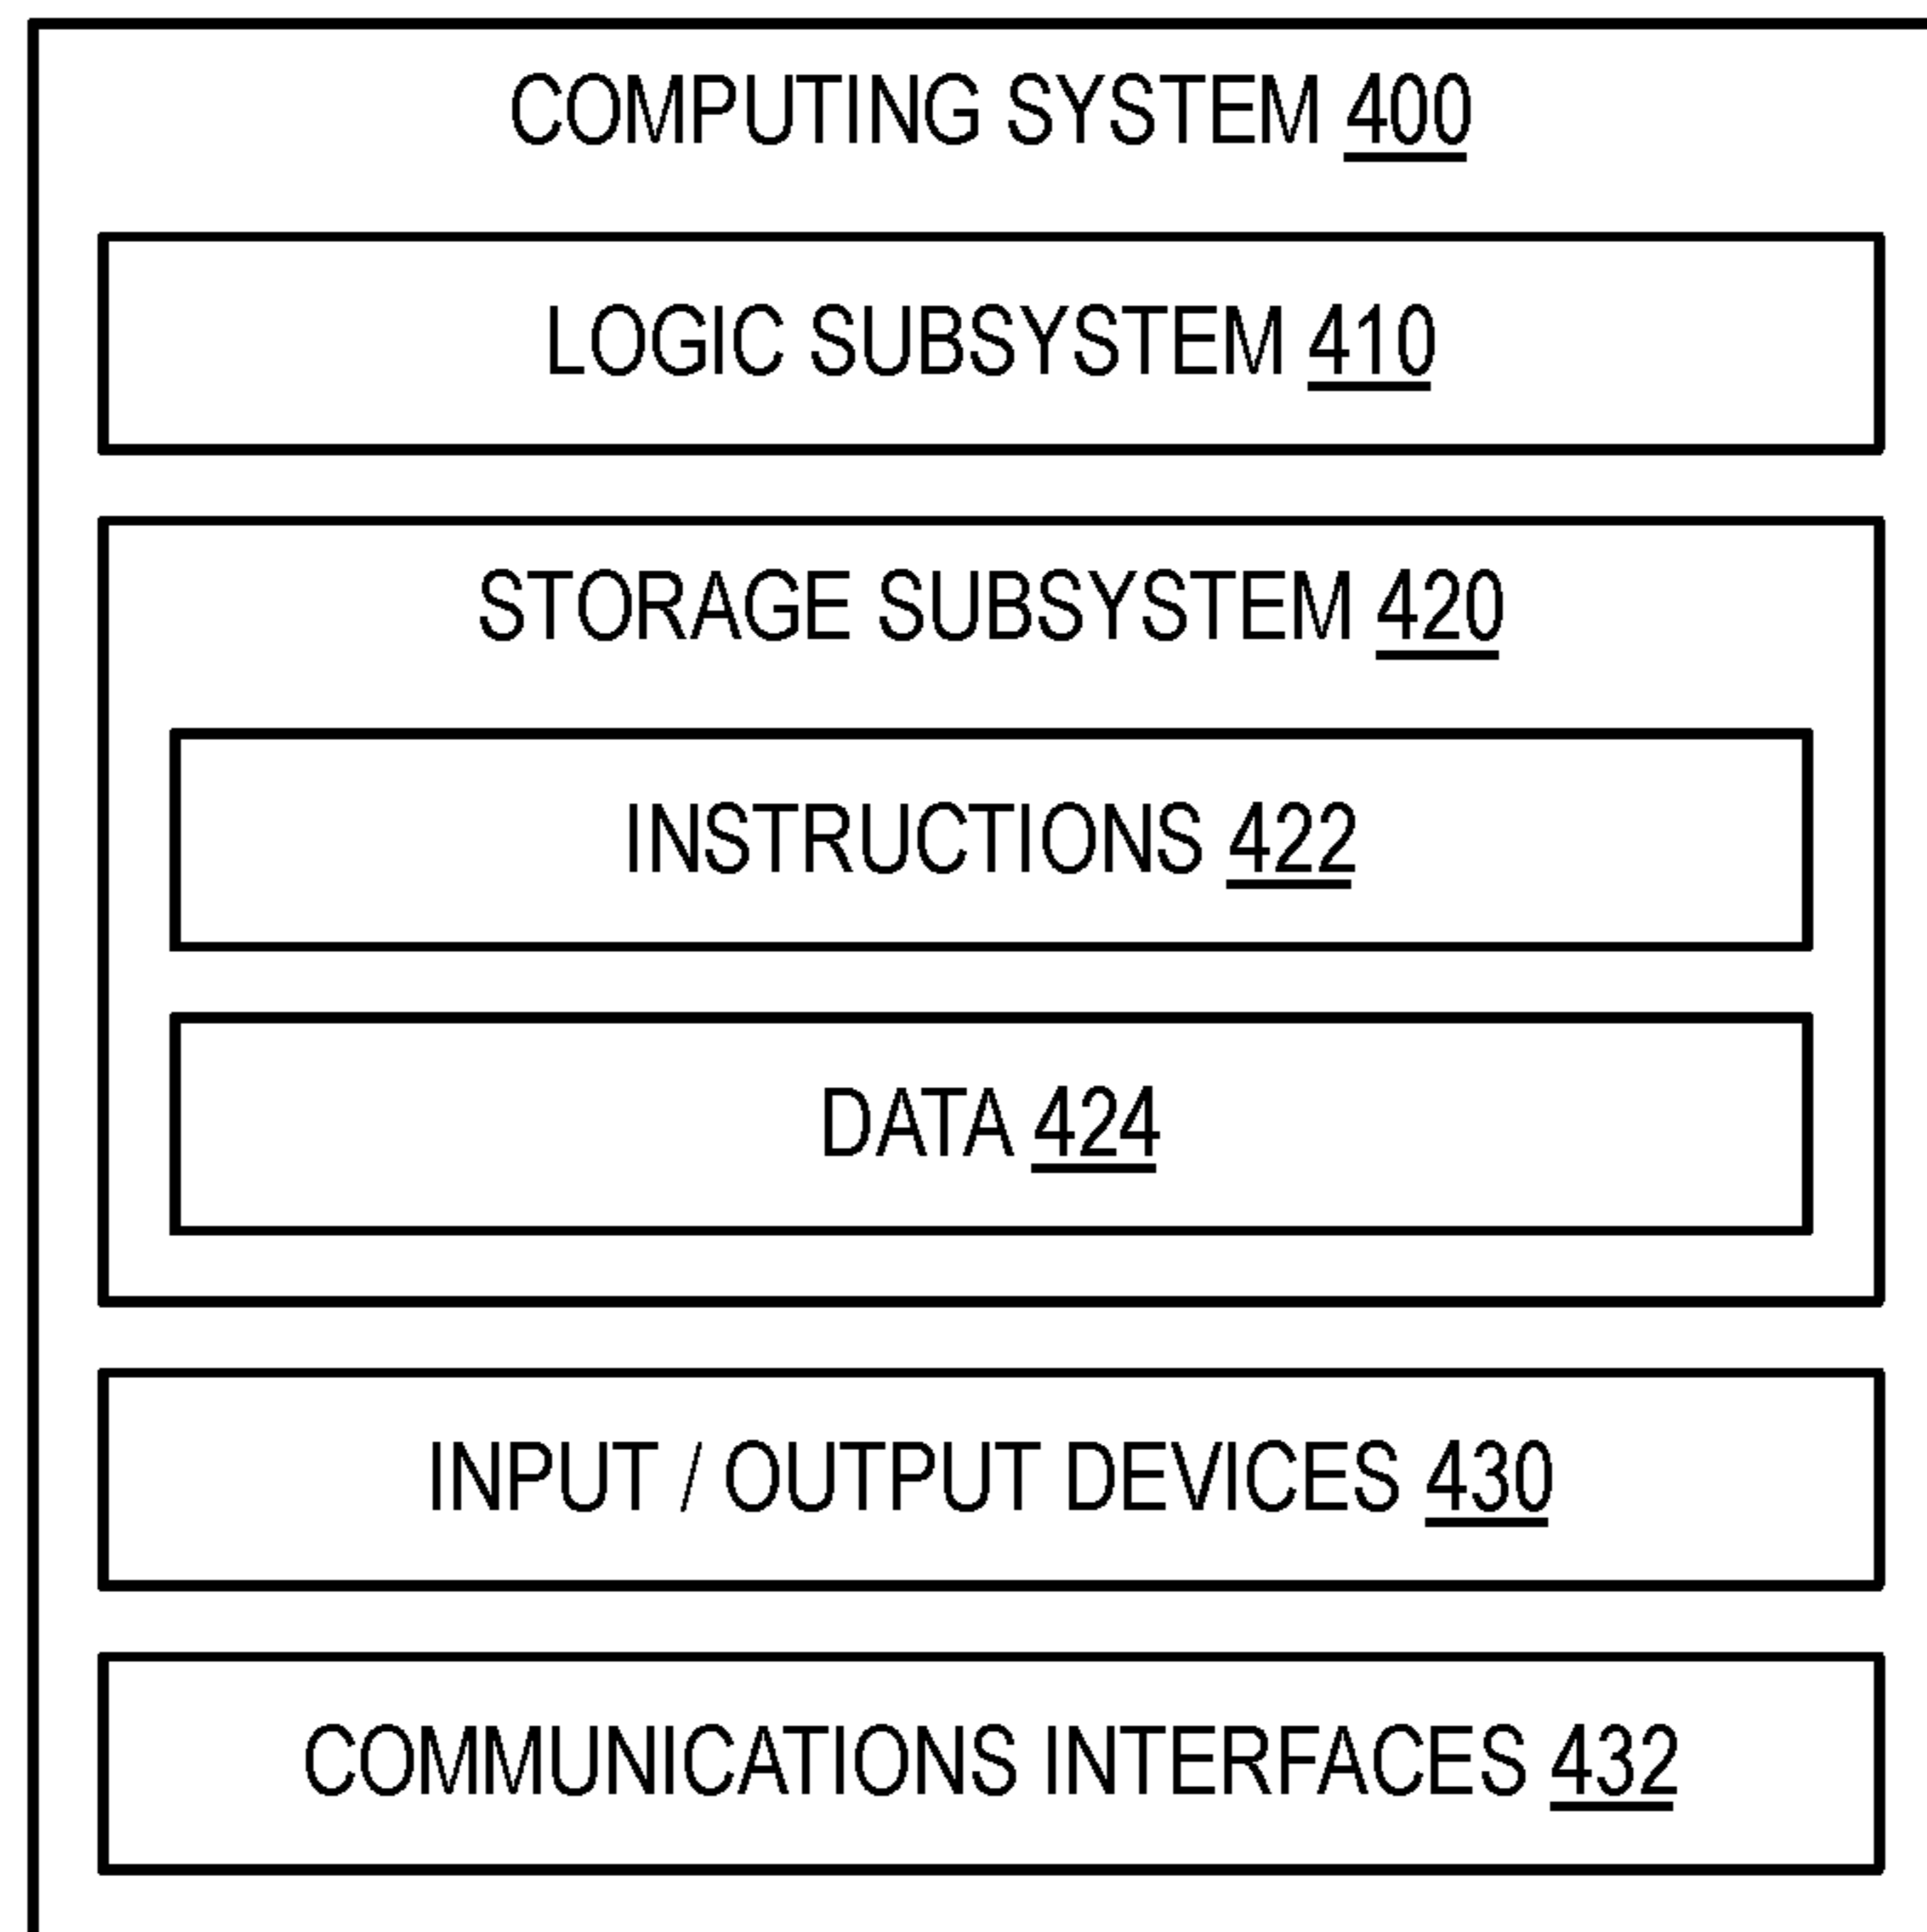 COMPUTING SYSTEM 400
LOGIC SUBSYSTEM 410
STORAGE SUBSYSTEM 420
INSTRUCTIONS 422
DATA 424
INPUT / OUTPUT DEVICES 430
COMMUNICATIONS INTERFACES 432